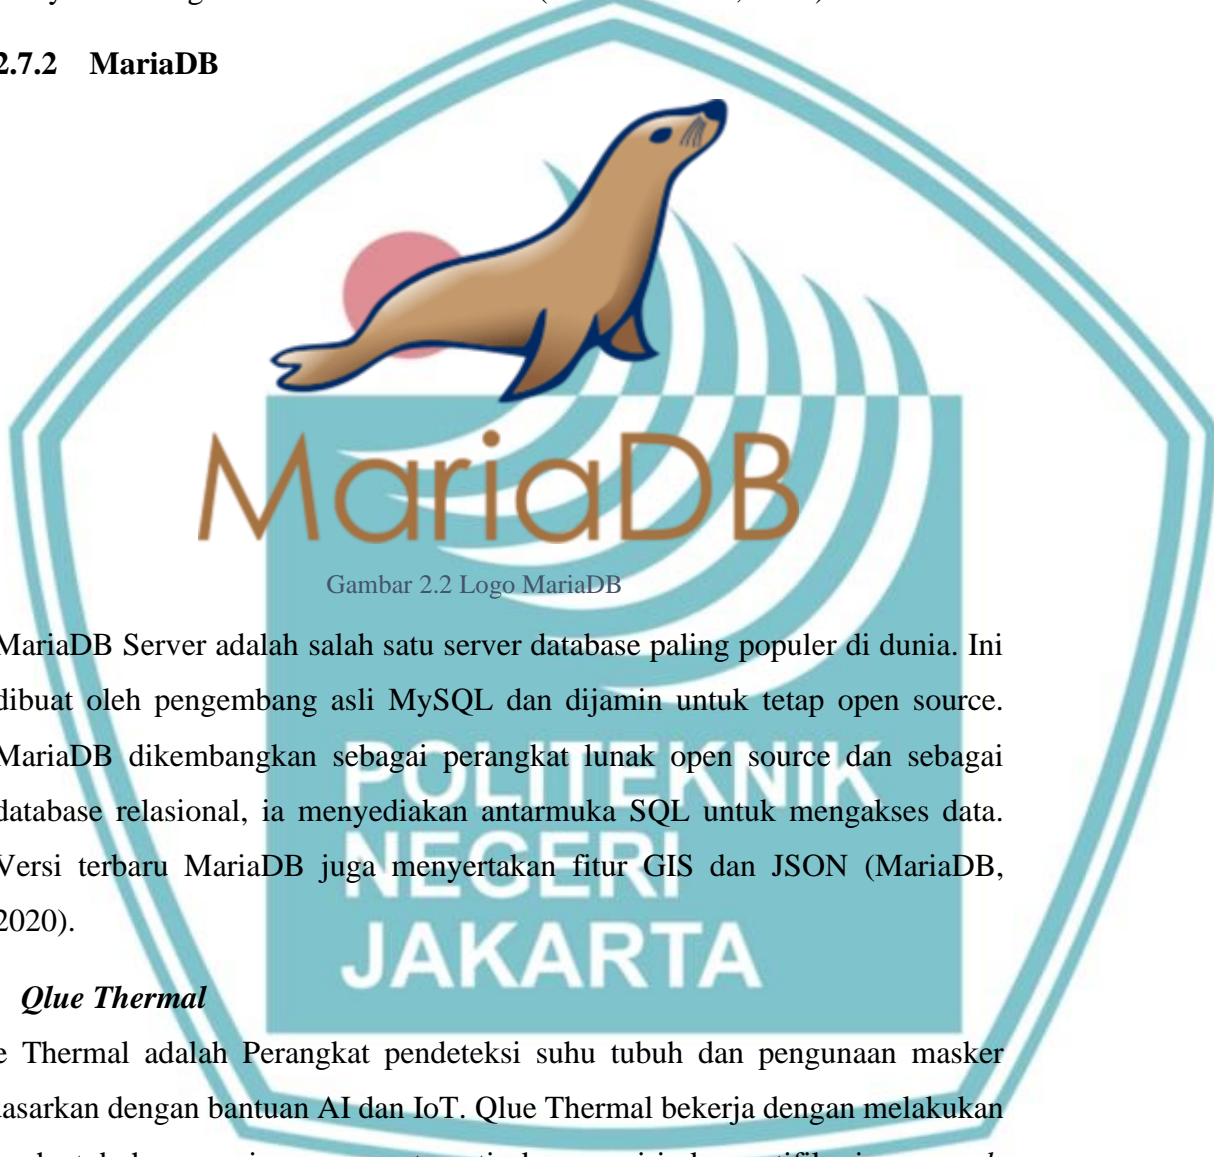 2.7.2 MariaDB
MariaDB
Gambar 2.2 Logo MariaDB
MariaDB Server adalah salah satu server database paling populer di dunia. Ini
dibuat oleh pengembang asli MySQL dan dijamin untuk tetap open source.
MariaDB dikembangkan sebagai perangkat lunak open source dan sebagai
database relasional, ia menyediakan antarmuka SQL untuk mengakses data.
Versi terbaru MariaDB juga menyertakan fitur GIS dan JSON (MariaDB,
2020).
POLITEKNIK
NEGERI
JAKARTA
Qlue Thermal
e Thermal adalah Perangkat pendeteksi suhu tubuh dan pengunaan masker
dasarkan dengan bantuan AI dan IoT. Qlue Thermal bekerja dengan melakukan